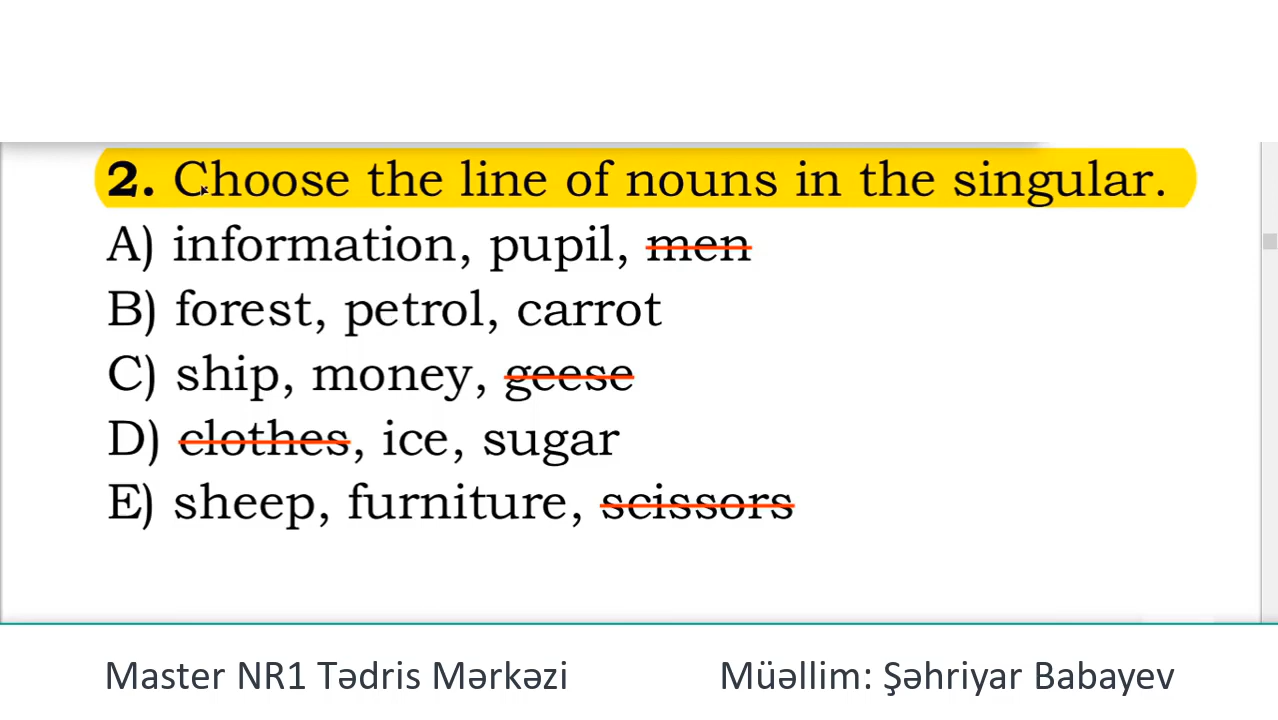 2. Choose the line of nouns in the singular.
A) information, pupil, men
B) forest, petrol, carrot
C) ship, money, geese
D) clothes, ice, sugar
E) sheep, furniture, scissors
Master NR1 Tədris Mərkəzi Müəllim: Şəhriyar Babayev